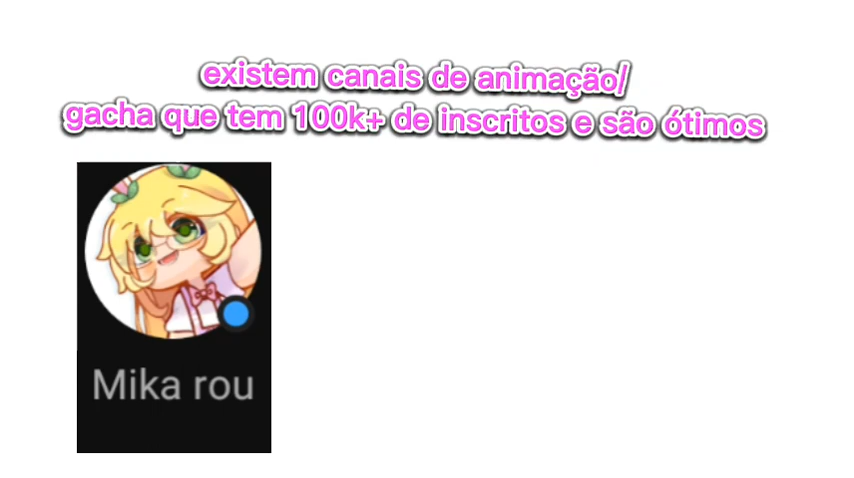 existem canais de animação/
gacha que tem 100k+ de inscritos e são ótimos
Mika rou